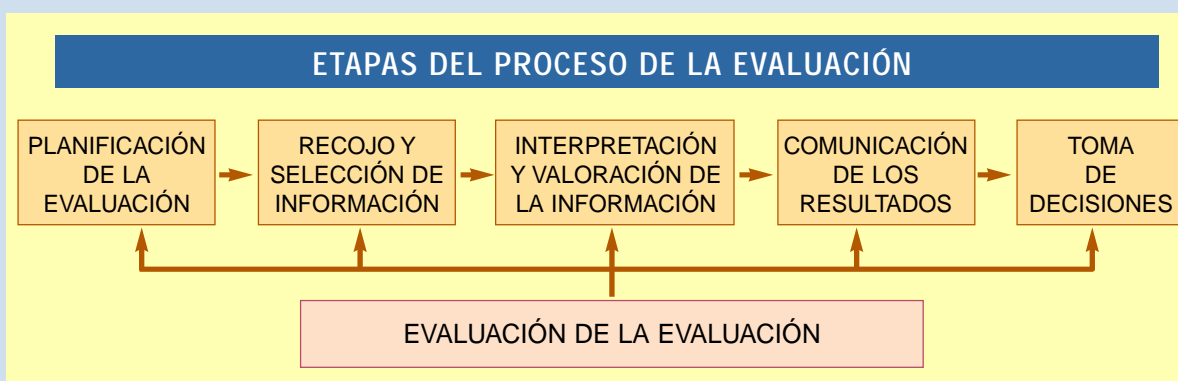 ETAPAS DEL PROCESO DE LA EVALUACIÓN
PLANIFICACIÓN
DE LA
EVALUACIÓN
RECOJO Y
SELECCIÓN DE
INFORMACIÓN
INTERPRETACIÓN
Y VALORACIÓN DE
LA INFORMACIÓN
COMUNICACIÓN
DE LOS
RESULTADOS
TOMA
DE
DECISIONES
EVALUACIÓN DE LA EVALUACIÓN